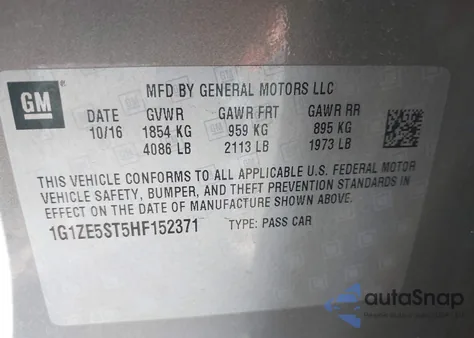 GM
MFD BY GENERAL MOTORS LLC
DATE GVWR GAWR FRT GAWR RR
10/16 1854 KG 959 KG 895 KG
4086 LB 2113 LB 1973 LB
THIS VEHICLE CONFORMS TO ALL APPLICABLE U.S. FEDERAL MOTOR
VEHICLE SAFETY, BUMPER, AND THEFT PREVENTION STANDARDS IN
EFFECT ON THE DATE OF MANUFACTURE SHOWN ABOVE.
1G1ZE5ST5HF152371 TYPE: PASS CAR
autoSnap